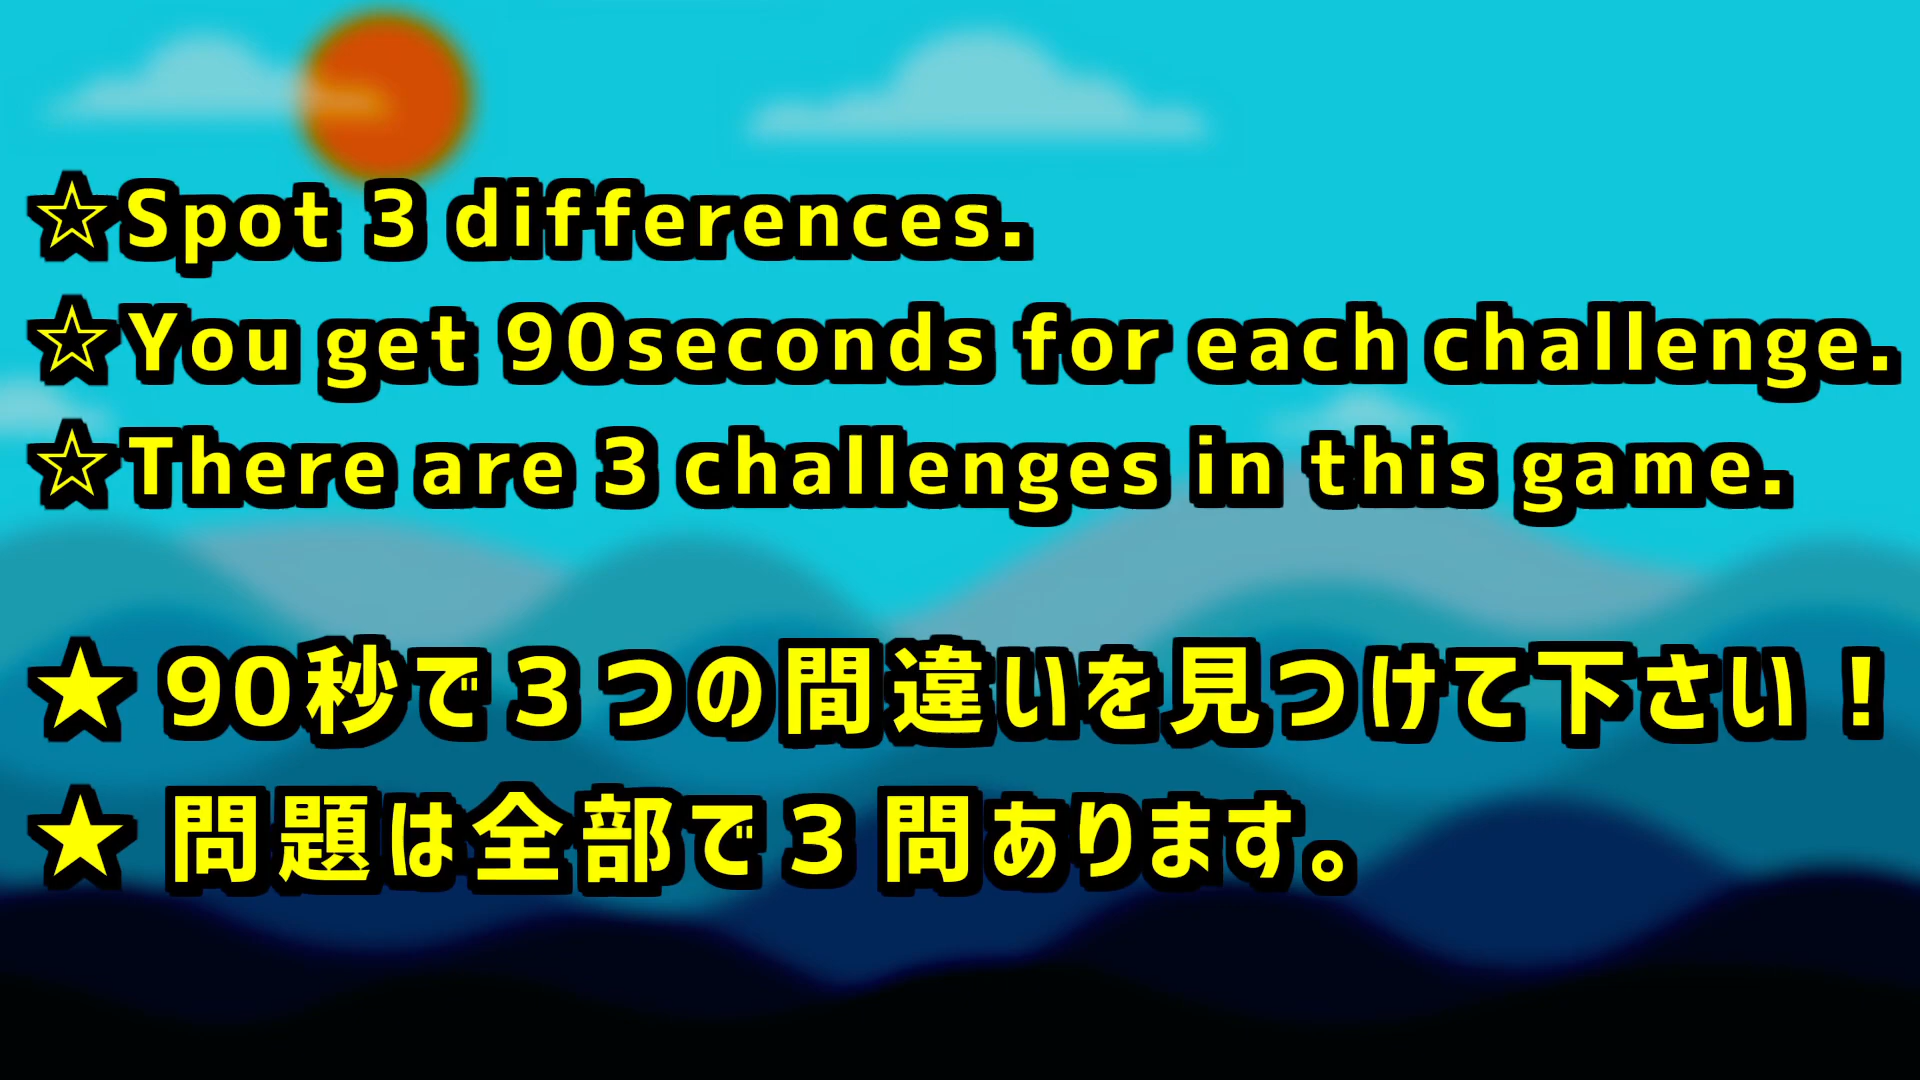 ☆Spot 3 differences.
☆You get 90seconds for each challenge.
☆There are 3 challenges in this game.
★ 90秒で３つの間違いを見つけて下さい！
★ 問題は全部で３問あります。